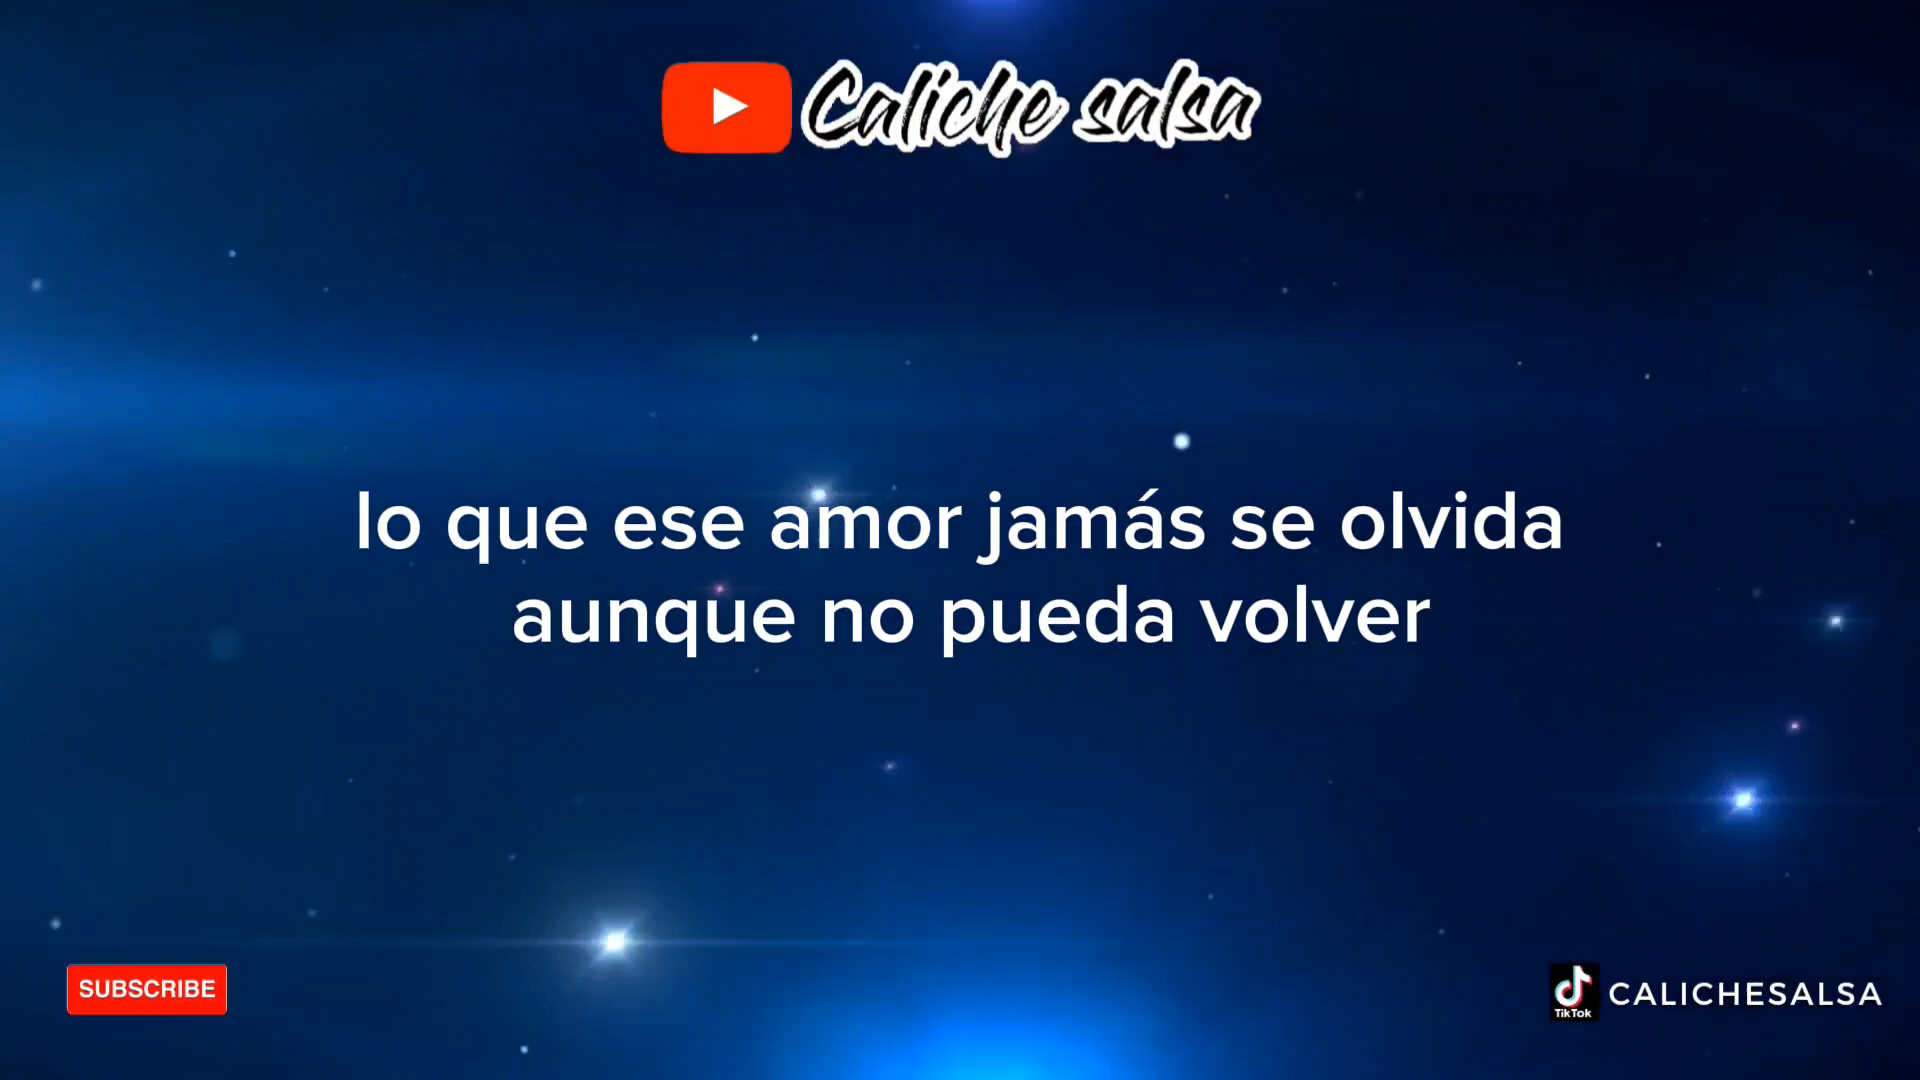 Caliche salsa
lo que ese amor jamás se olvida
aunque no pueda volver
SUBSCRIBE
TikTok
CALICHESALSA